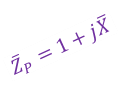 Z̄_P = 1 + jX̄